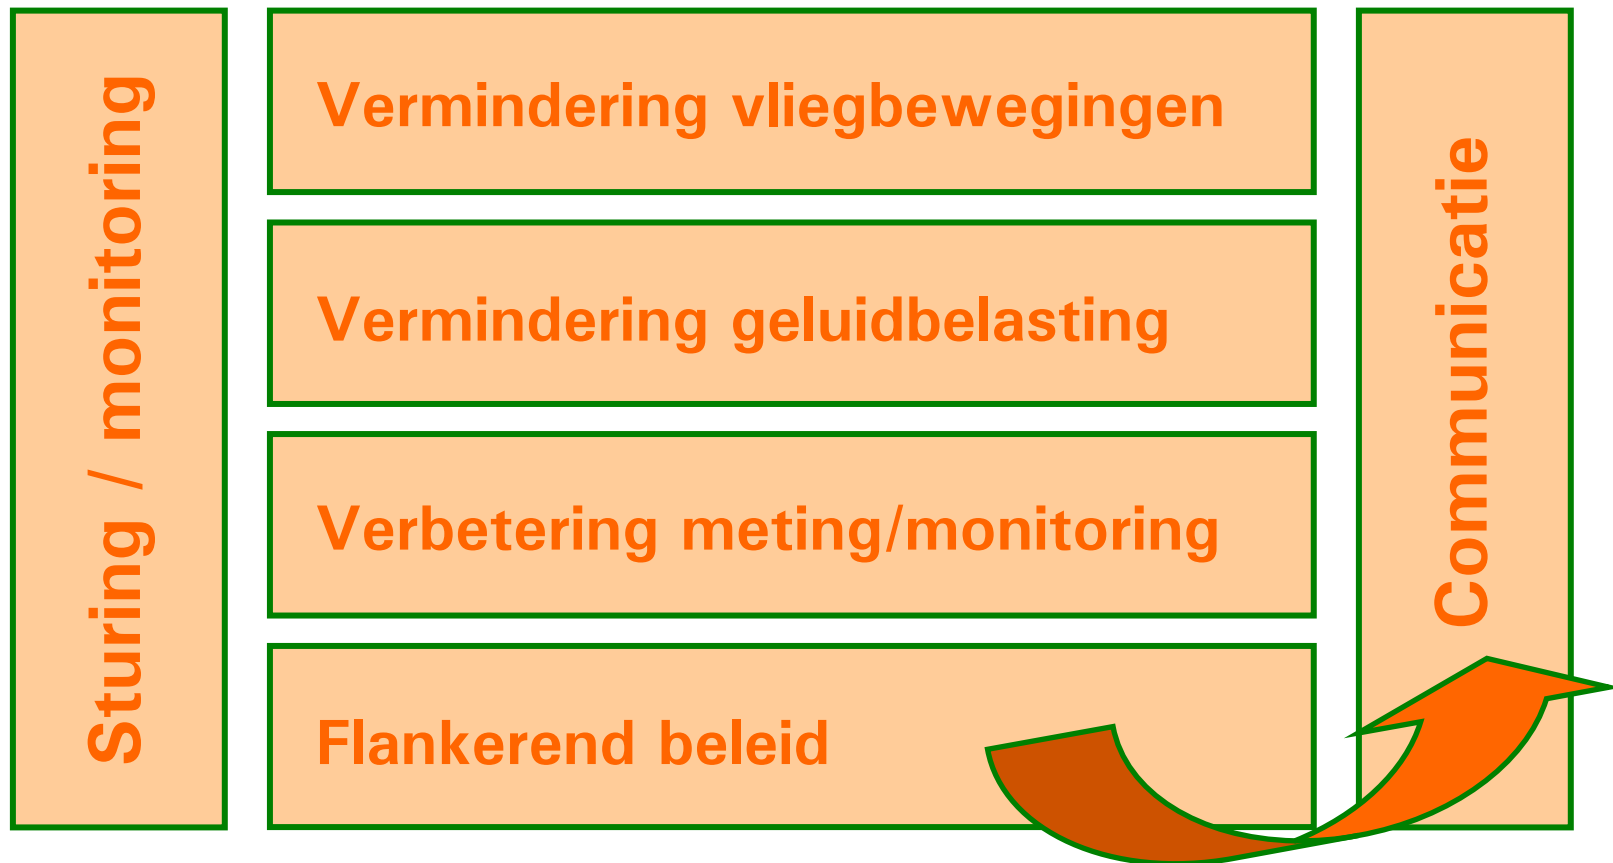 Sturing / monitoring
Vermindering vliegbewegingen
Vermindering geluidbelasting
Verbetering meting/monitoring
Flankerend beleid
Communicatie